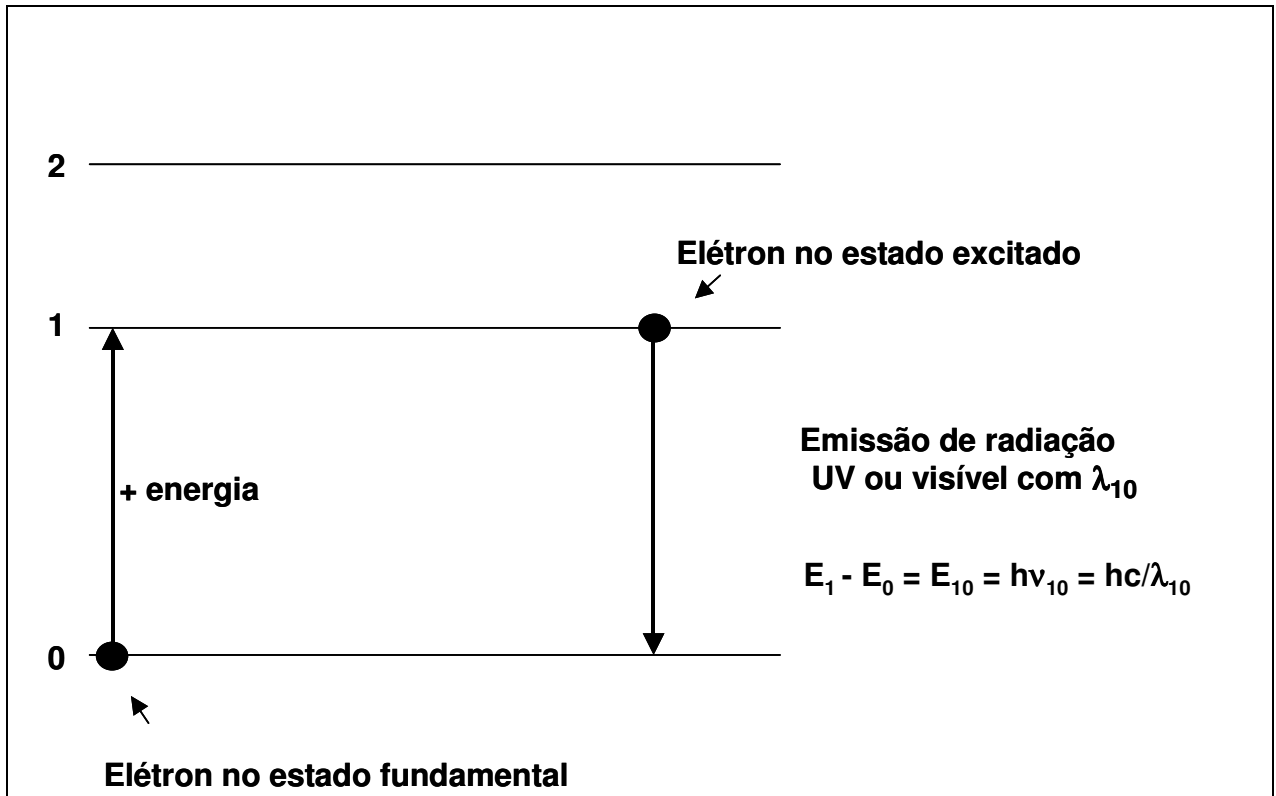 2
Elétron no estado excitado
1
Emissão de radiação
UV ou visível com λ₁₀
+ energia
E₁ - E₀ = E₁₀ = hν₁₀ = hc/λ₁₀
0
Elétron no estado fundamental